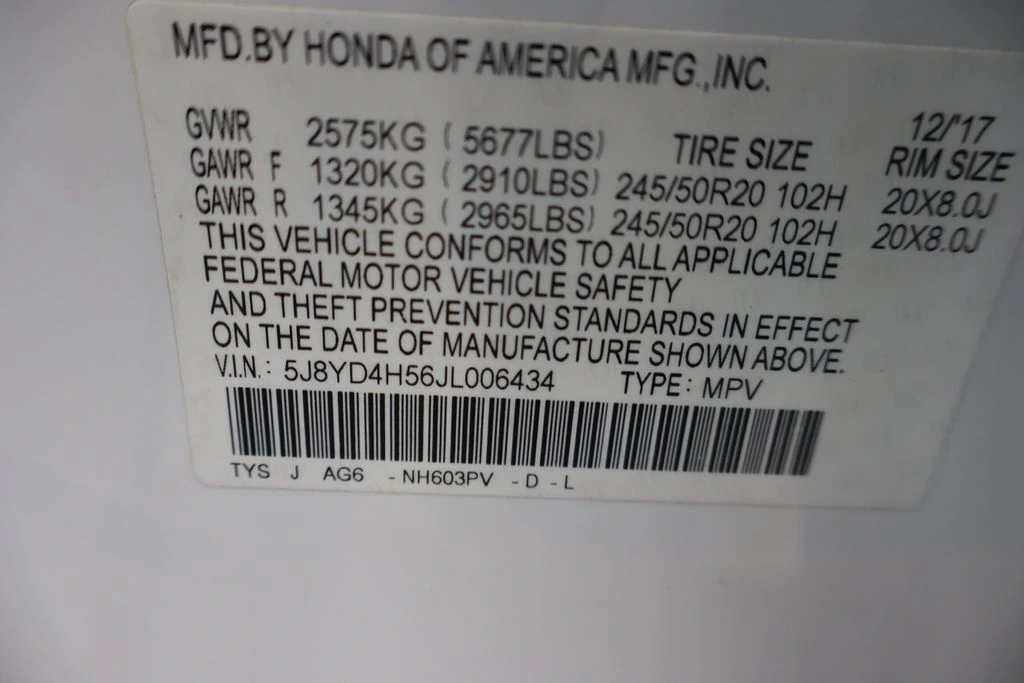 MFD.BY HONDA OF AMERICA MFG.,INC.
12/'17
GVWR 2575KG ( 5677LBS) TIRE SIZE RIM SIZE
GAWR F 1320KG ( 2910LBS) 245/50R20 102H 20X8.0J
GAWR R 1345KG ( 2965LBS) 245/50R20 102H 20X8.0J
THIS VEHICLE CONFORMS TO ALL APPLICABLE
FEDERAL MOTOR VEHICLE SAFETY
AND THEFT PREVENTION STANDARDS IN EFFECT
ON THE DATE OF MANUFACTURE SHOWN ABOVE.
V.I.N.: 5J8YD4H56JL006434 TYPE: MPV
TYS J AG6 - NH603PV - D - L